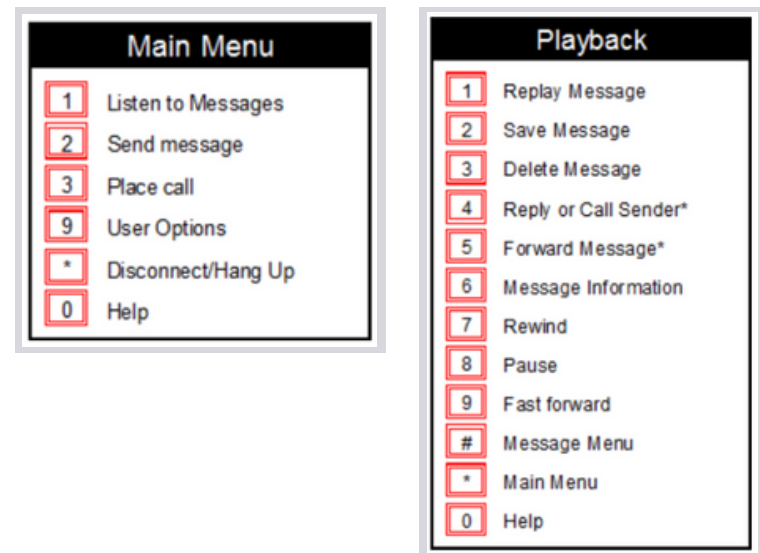 Main Menu
1 Listen to Messages
2 Send message
3 Place call
9 User Options
* Disconnect/Hang Up
0 Help
Playback
1 Replay Message
2 Save Message
3 Delete Message
4 Reply or Call Sender*
5 Forward Message*
6 Message Information
7 Rewind
8 Pause
9 Fast forward
# Message Menu
* Main Menu
0 Help